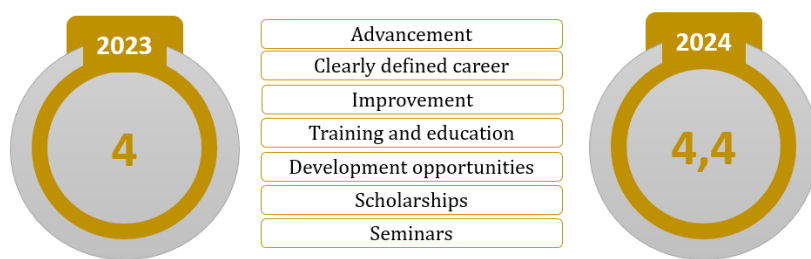 2023
4
Advancement
Clearly defined career
Improvement
Training and education
Development opportunities
Scholarships
Seminars
2024
4,4